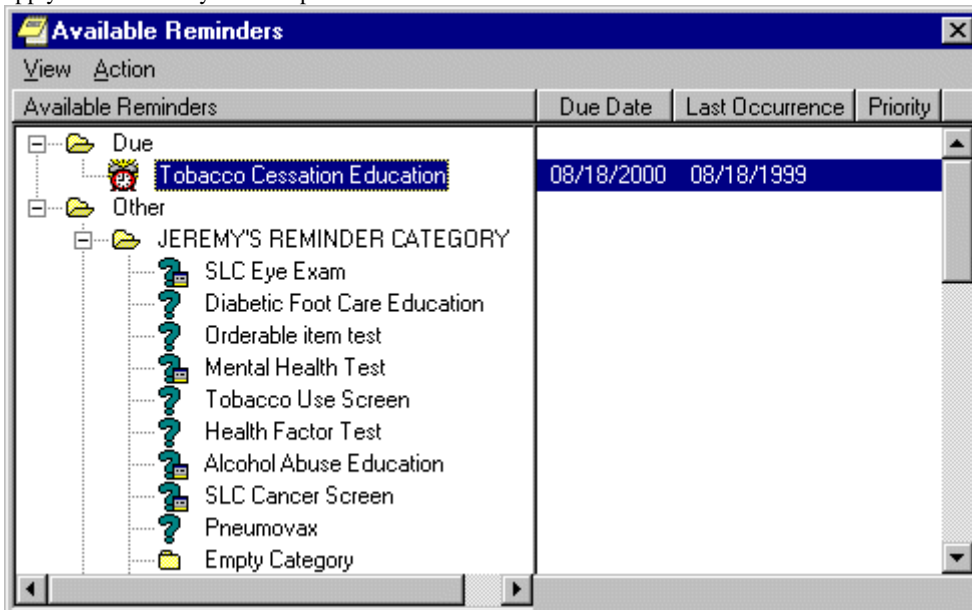 Available Reminders
View Action
Available Reminders Due Date Last Occurrence Priority
Due
Tobacco Cessation Education 08/18/2000 08/18/1999
Other
JEREMY'S REMINDER CATEGORY
SLC Eye Exam
Diabetic Foot Care Education
Orderable item test
Mental Health Test
Tobacco Use Screen
Health Factor Test
Alcohol Abuse Education
SLC Cancer Screen
Pneumovax
Empty Category